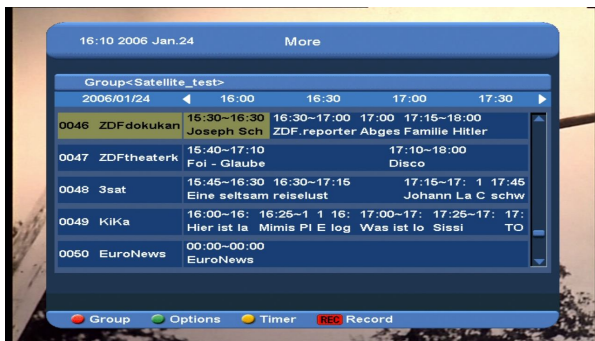 16:10 2006 Jan.24 More
Group<Satellite_test>
2006/01/24 16:00 16:30 17:00 17:30
0046 ZDFdokukan 15:30~16:30 16:30~17:00 17:00 17:15~18:00
Joseph Sch ZDF.reporter Abges Familie Hitler
0047 ZDFtheaterk 15:40~17:10 17:10~18:00
Foi - Glaube Disco
0048 3sat 15:45~16:30 16:30~17:15 17:15~17: 1 17:45
Eine seltsam reiselust Johann La C schw
0049 KiKa 16:00~16: 16:25~1 1 16: 17:00~17: 17:25~17: 17:
Hier ist la Mimis Pl E log Was ist lo Sissi TO
0050 EuroNews 00:00~00:00
EuroNews
Group Options Timer REC Record